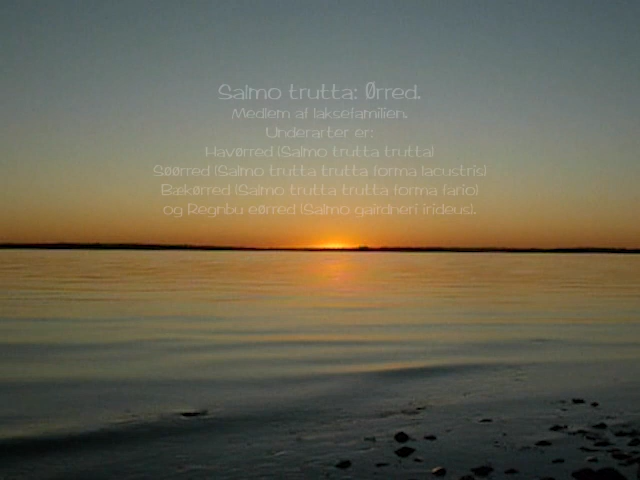 Salmo trutta: Ørred.
Medlem af laksefamilien.
Underarter er:
Havørred (Salmo trutta trutta)
Søørred (Salmo trutta trutta forma lacustris)
Bækørred (Salmo trutta trutta forma fario)
og Regnbu eørred (Salmo gairdneri irideus).